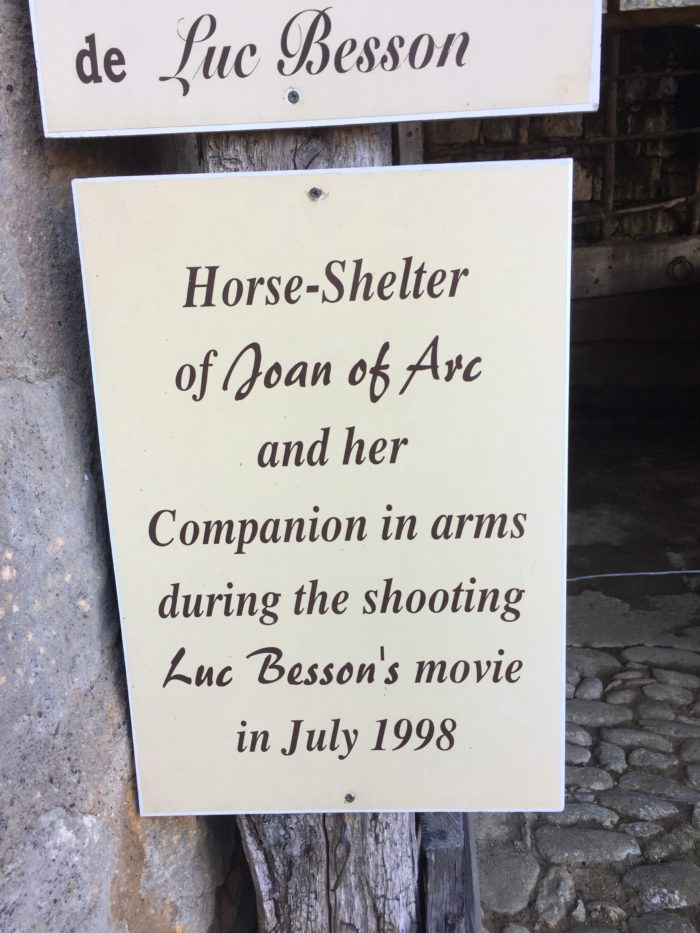 de Luc Besson
Horse-Shelter
of Joan of Arc
and her
Companion in arms
during the shooting
Luc Besson's movie
in July 1998